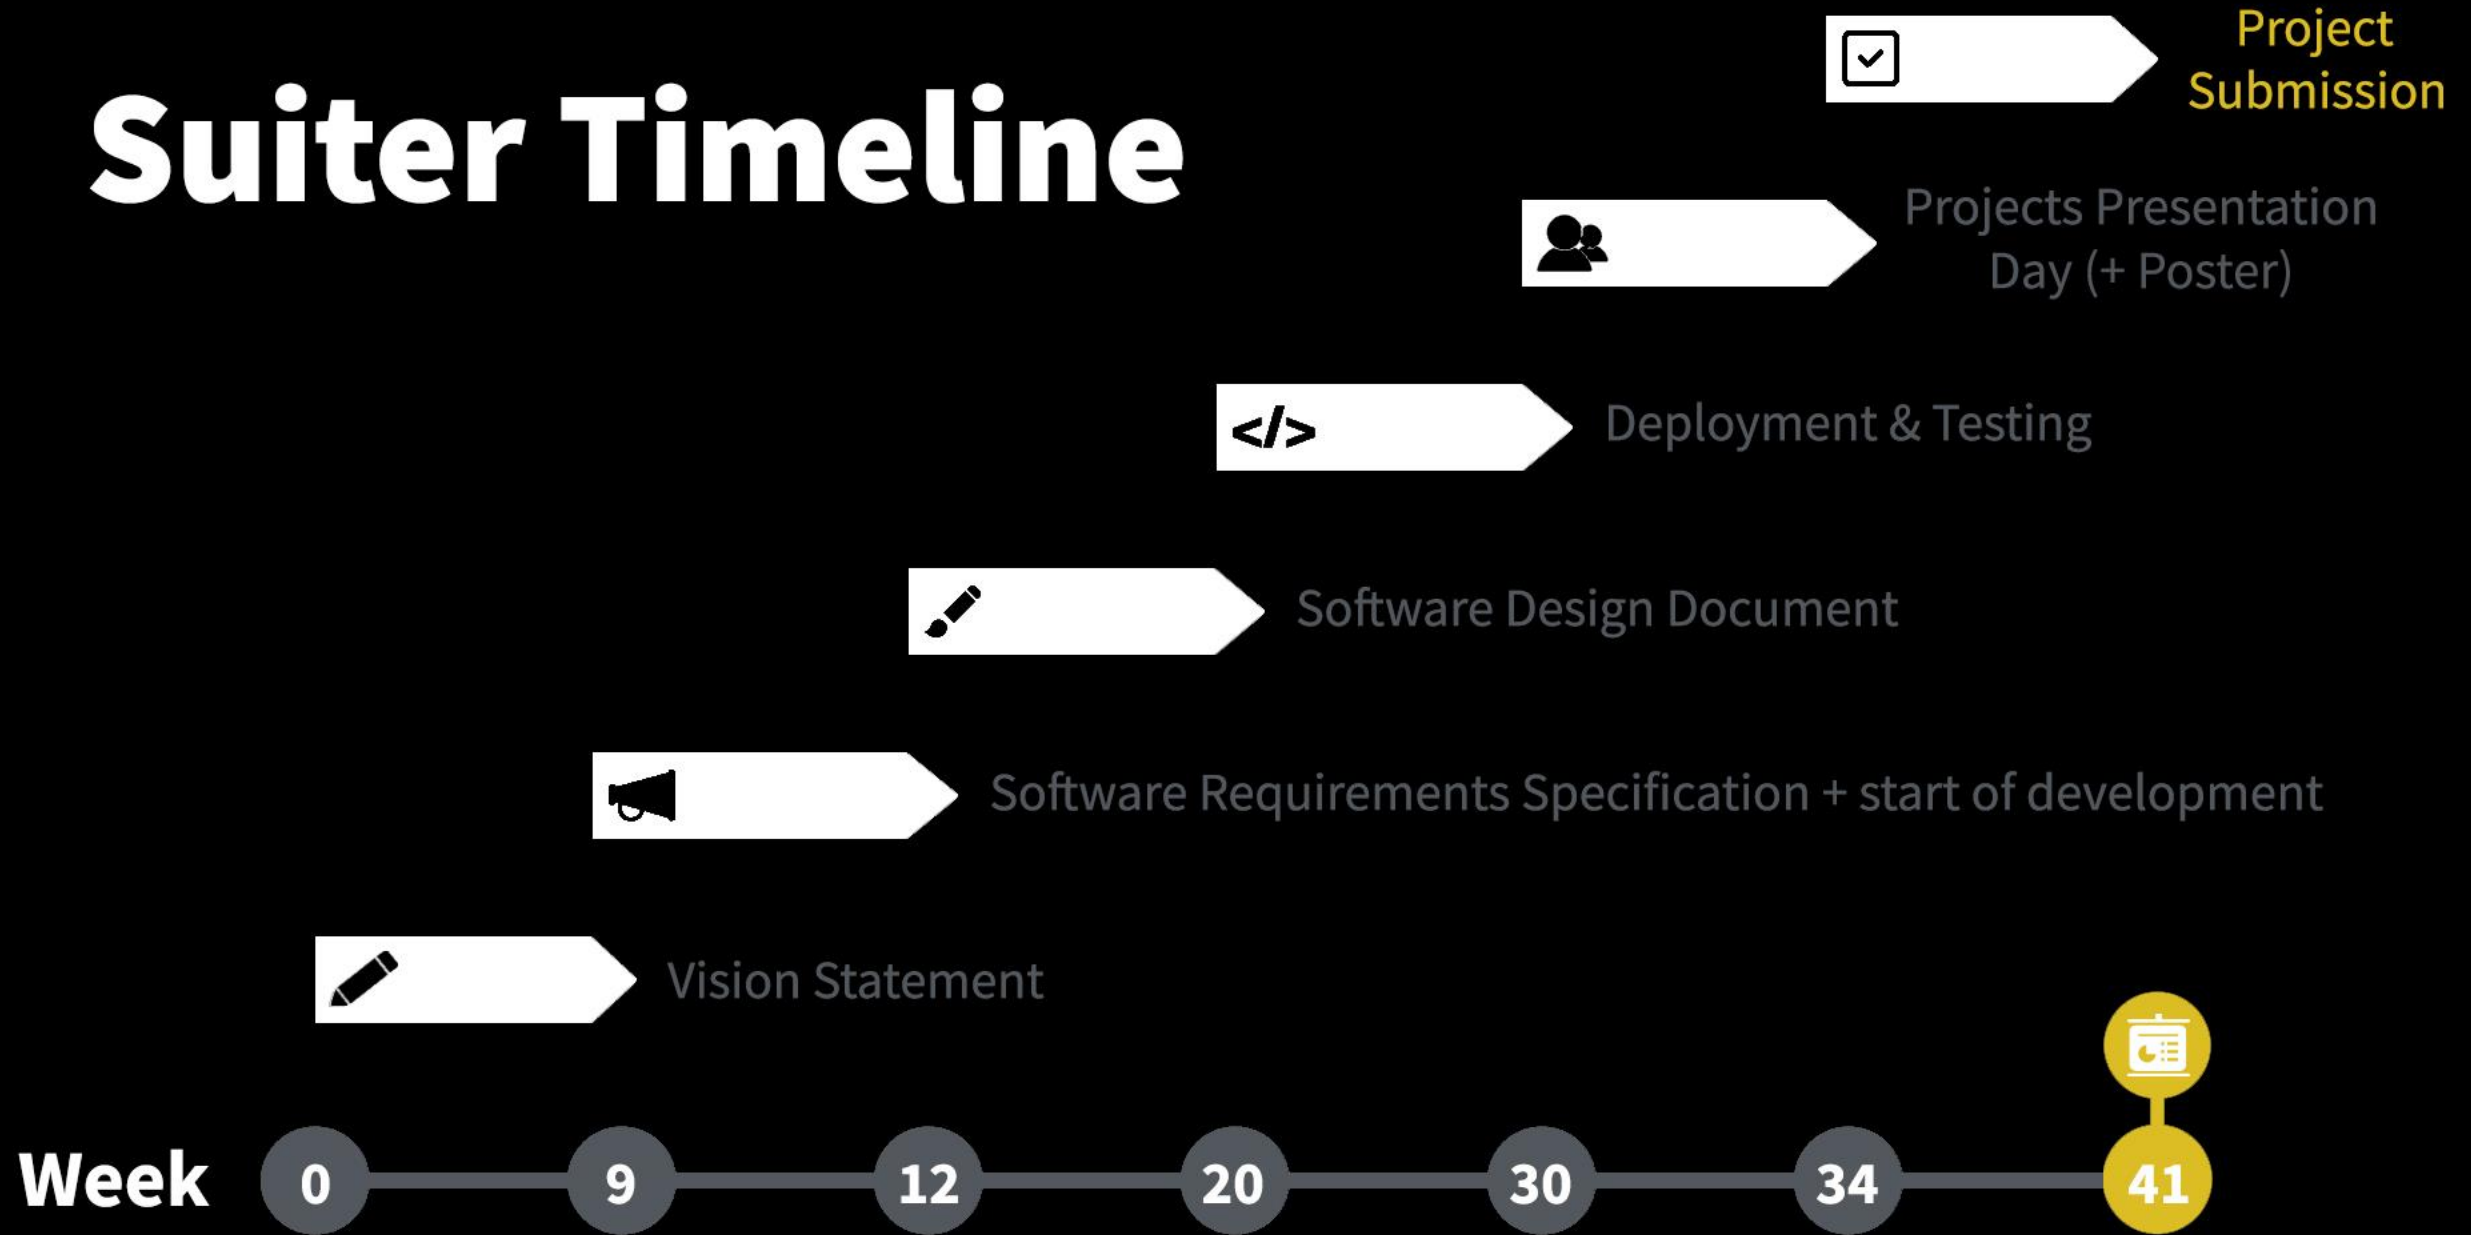 Suiter Timeline
Project
Submission
Projects Presentation
Day (+ Poster)
</>
Deployment & Testing
Software Design Document
Software Requirements Specification + start of development
Vision Statement
Week 0 9 12 20 30 34 41